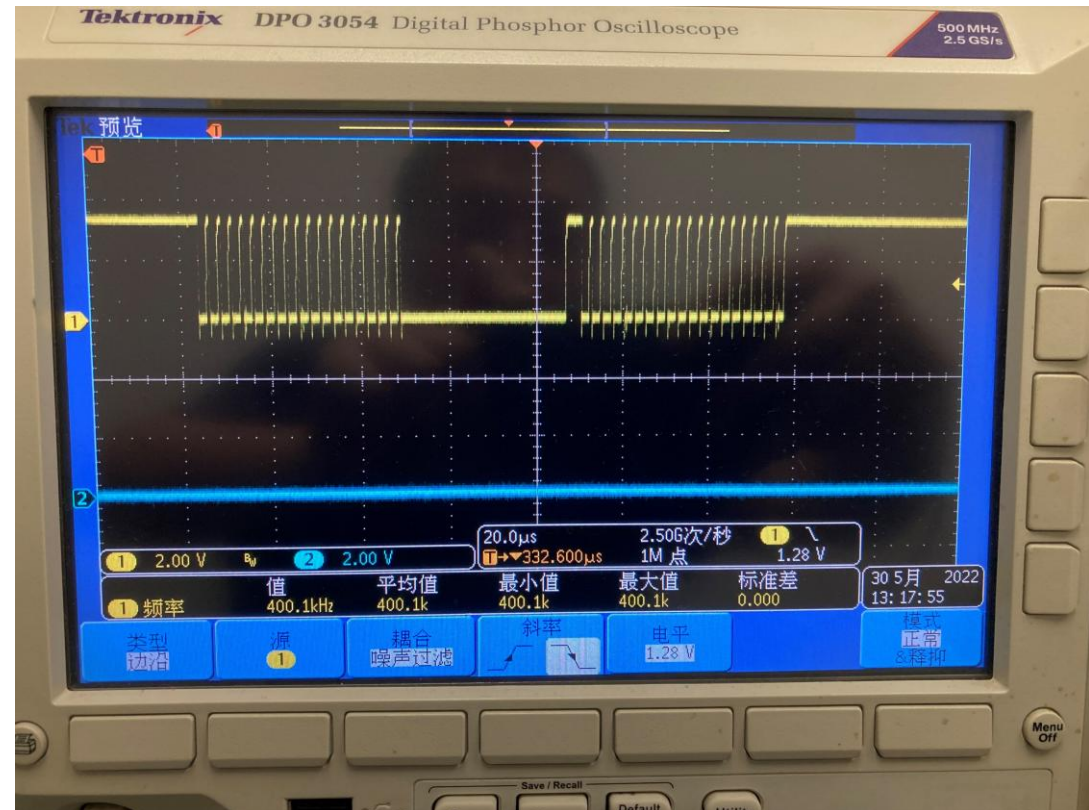 Tektronix DPO 3054 Digital Phosphor Oscilloscope
500 MHz
2.5 GS/s
Tek 预览
T
T
1
2
20.0μs 2.50G次/秒 1
1 2.00 V BW 2 2.00 V T→▼332.600μs 1M 点 1.28 V
值 平均值 最小值 最大值 标准差
1 频率 400.1kHz 400.1k 400.1k 400.1k 0.000
30 5月 2022
13:17:55
类型
边沿
源
1
耦合
噪声过滤
斜率
电平
1.28 V
模式
正常
&释抑
Menu
Off
Save / Recall
Default